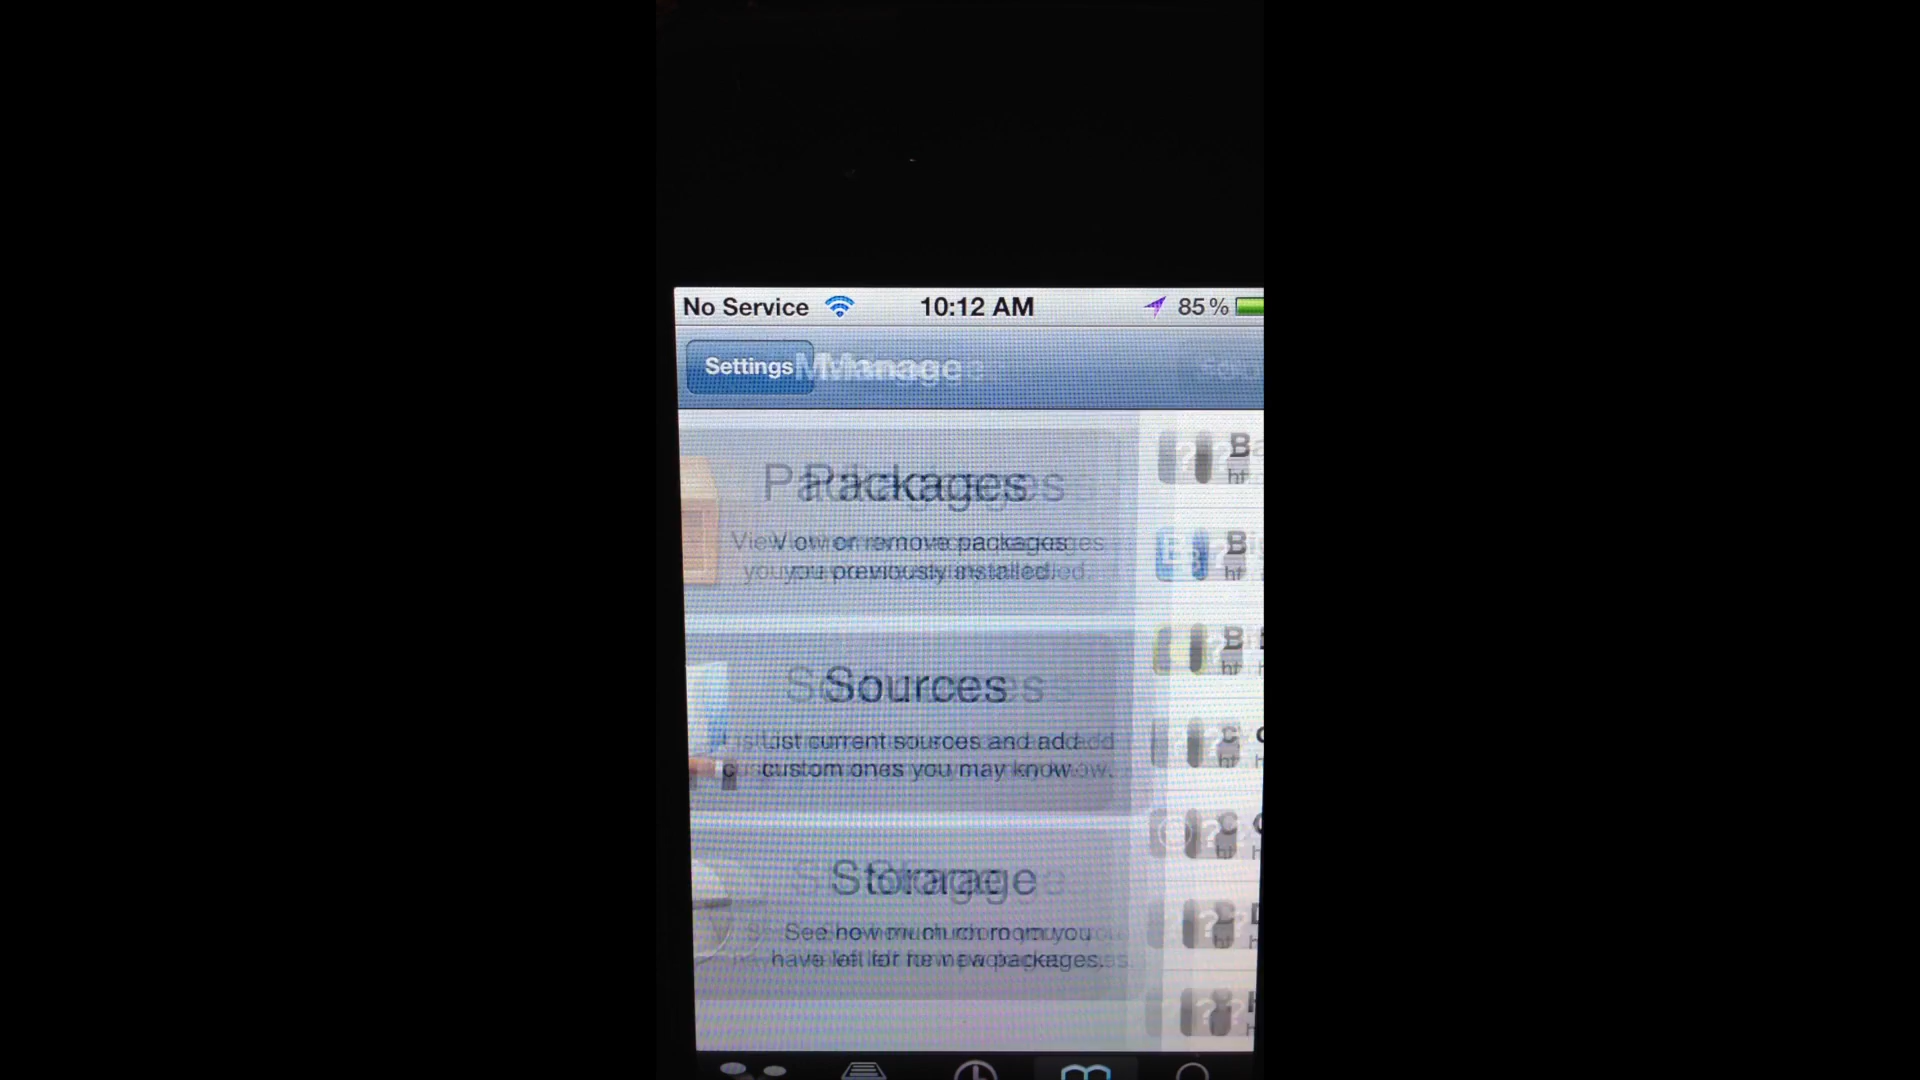 No Service 10:12 AM 85%
Settings Manage
Packages
View or remove packages
you previously installed.
Sources
List current sources and add
custom ones you may know.
Storage
See how much room you
have left for new packages.